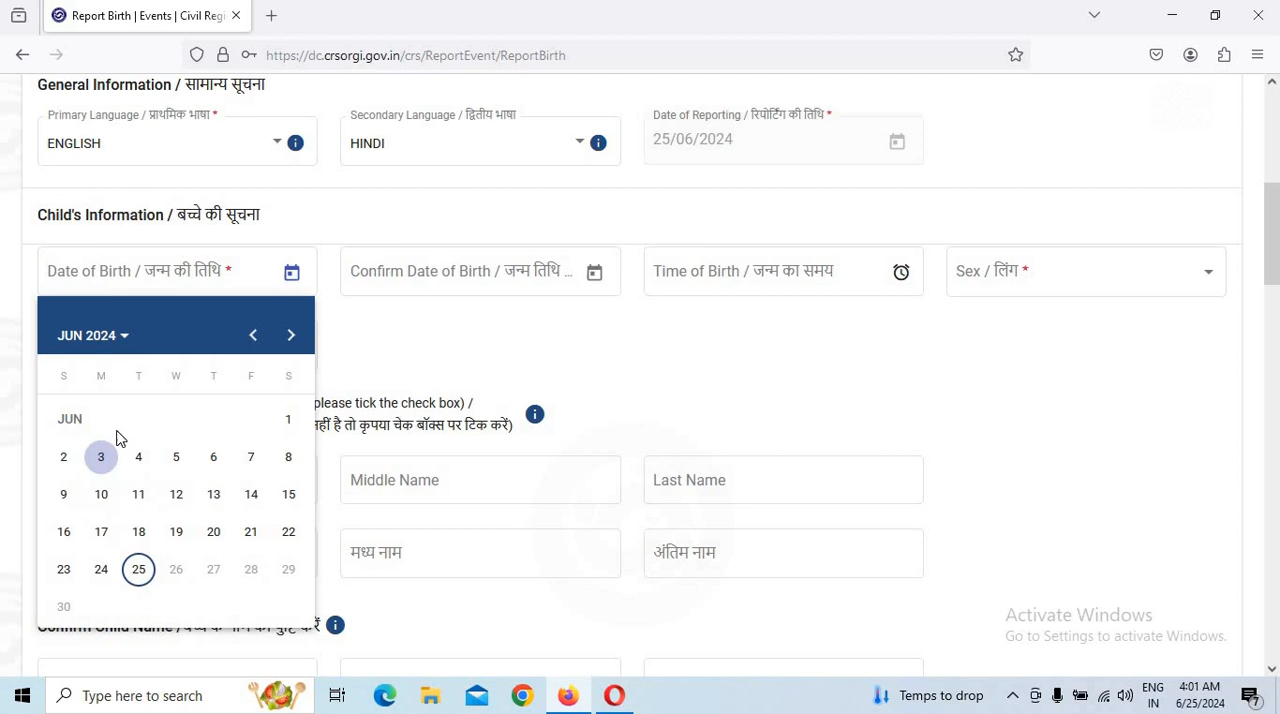 Report Birth | Events | Civil Regi
https://dc.crsorgi.gov.in/crs/ReportEvent/ReportBirth
General Information / सामान्य सूचना
Primary Language / प्राथमिक भाषा *
Secondary Language / द्वितीय भाषा
Date of Reporting / रिपोर्टिंग की तिथि *
ENGLISH
HINDI
25/06/2024
Child's Information / बच्चे की सूचना
Date of Birth / जन्म की तिथि *
Confirm Date of Birth / जन्म तिथि ...
Time of Birth / जन्म का समय
Sex / लिंग *
JUN 2024
S M T W T F S
JUN 1
2 3 4 5 6 7 8
9 10 11 12 13 14 15
16 17 18 19 20 21 22
23 24 25 26 27 28 29
30
please tick the check box) /
नहीं है तो कृपया चेक बॉक्स पर टिक करें)
Middle Name
Last Name
मध्य नाम
अंतिम नाम
Activate Windows
Go to Settings to activate Windows.
Type here to search
Temps to drop
ENG
IN
4:01 AM
6/25/2024
7